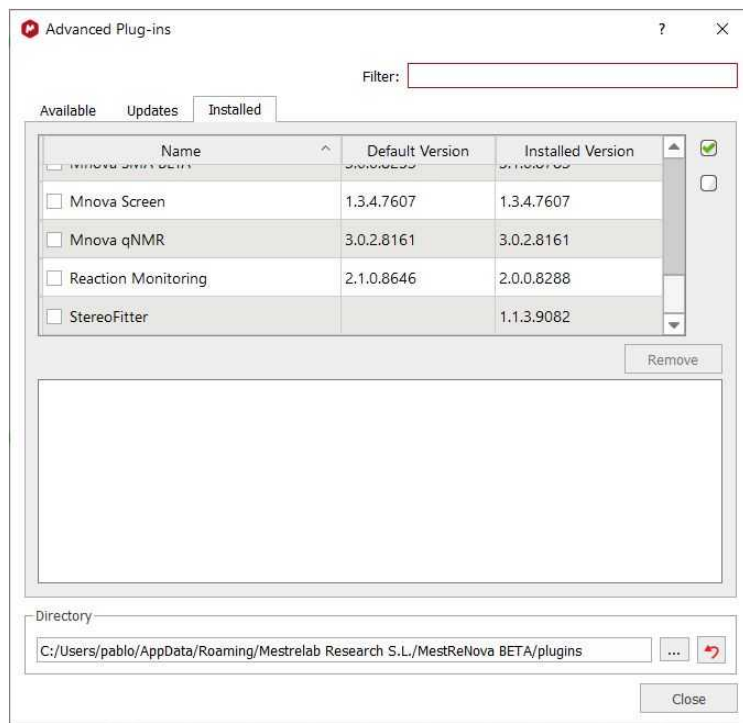 Advanced Plug-ins ?
Filter:
Available Updates Installed
Name Default Version Installed Version
Mnova Screen 1.3.4.7607 1.3.4.7607
Mnova qNMR 3.0.2.8161 3.0.2.8161
Reaction Monitoring 2.1.0.8646 2.0.0.8288
StereoFitter 1.1.3.9082
Remove
Directory
C:/Users/pablo/AppData/Roaming/Mestrelab Research S.L./MestReNova BETA/plugins ...
Close